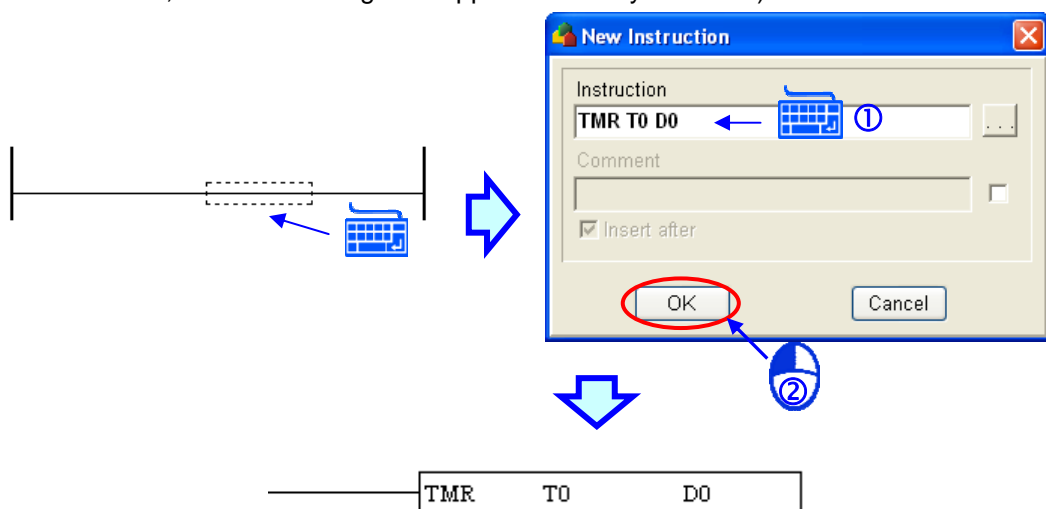 New Instruction
Instruction
TMR T0 D0
①
...
Comment
Insert after
OK
Cancel
②
TMR T0 D0